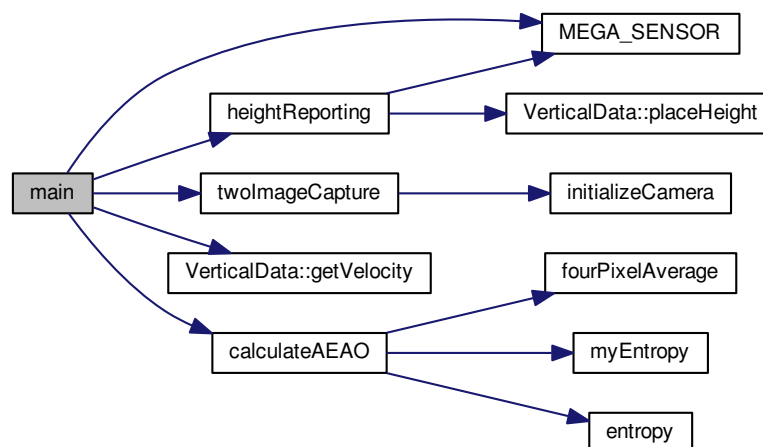 MEGA_SENSOR
heightReporting
VerticalData::placeHeight
main
twoImageCapture
initializeCamera
VerticalData::getVelocity
fourPixelAverage
calculateAEAO
myEntropy
entropy